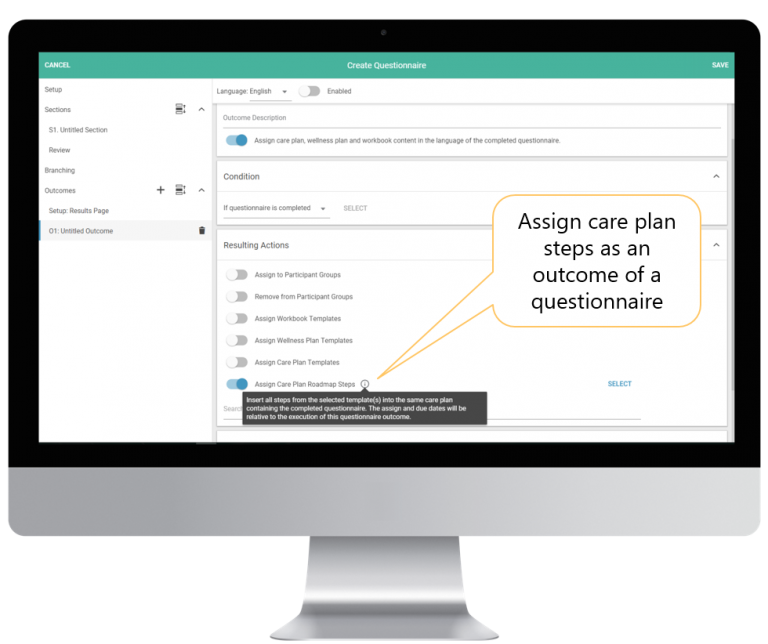 CANCEL
Create Questionnaire
SAVE
Setup
Sections
S1. Untitled Section
Review
Branching
Outcomes
Setup: Results Page
O1: Untitled Outcome
Language: English
Enabled
Outcome Description
Assign care plan, wellness plan and workbook content in the language of the completed questionnaire.
Condition
If questionnaire is completed
SELECT
Resulting Actions
Assign to Participant Groups
Remove from Participant Groups
Assign Workbook Templates
Assign Wellness Plan Templates
Assign Care Plan Templates
Assign Care Plan Roadmap Steps
SELECT
Search
Insert all steps from the selected template(s) into the same care plan
containing the completed questionnaire. The assign and due dates will be
relative to the execution of this questionnaire outcome.
Assign care plan
steps as an
outcome of a
questionnaire